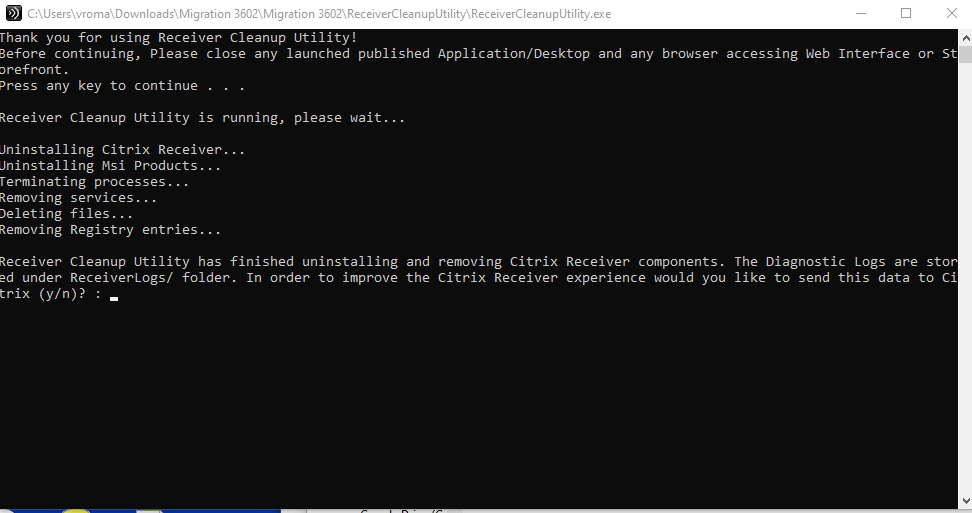 C:\Users\vroma\Downloads\Migration 3602\Migration 3602\ReceiverCleanupUtility\ReceiverCleanupUtility.exe
Thank you for using Receiver Cleanup Utility!
Before continuing, Please close any launched published Application/Desktop and any browser accessing Web Interface or St
orefront.
Press any key to continue . . .
Receiver Cleanup Utility is running, please wait...
Uninstalling Citrix Receiver...
Uninstalling Msi Products...
Terminating processes...
Removing services...
Deleting files...
Removing Registry entries...
Receiver Cleanup Utility has finished uninstalling and removing Citrix Receiver components. The Diagnostic Logs are stor
ed under ReceiverLogs/ folder. In order to improve the Citrix Receiver experience would you like to send this data to Ci
trix (y/n)? :